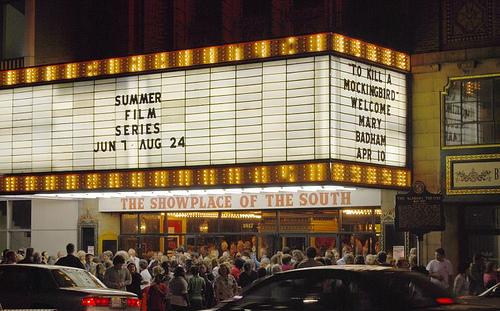 SUMMER
FILM
SERIES
JUN 7 - AUG 24
"TO KILL A
MOCKINGBIRD"
WELCOME
MARY
BADHAM
APR 10
THE SHOWPLACE OF THE SOUTH